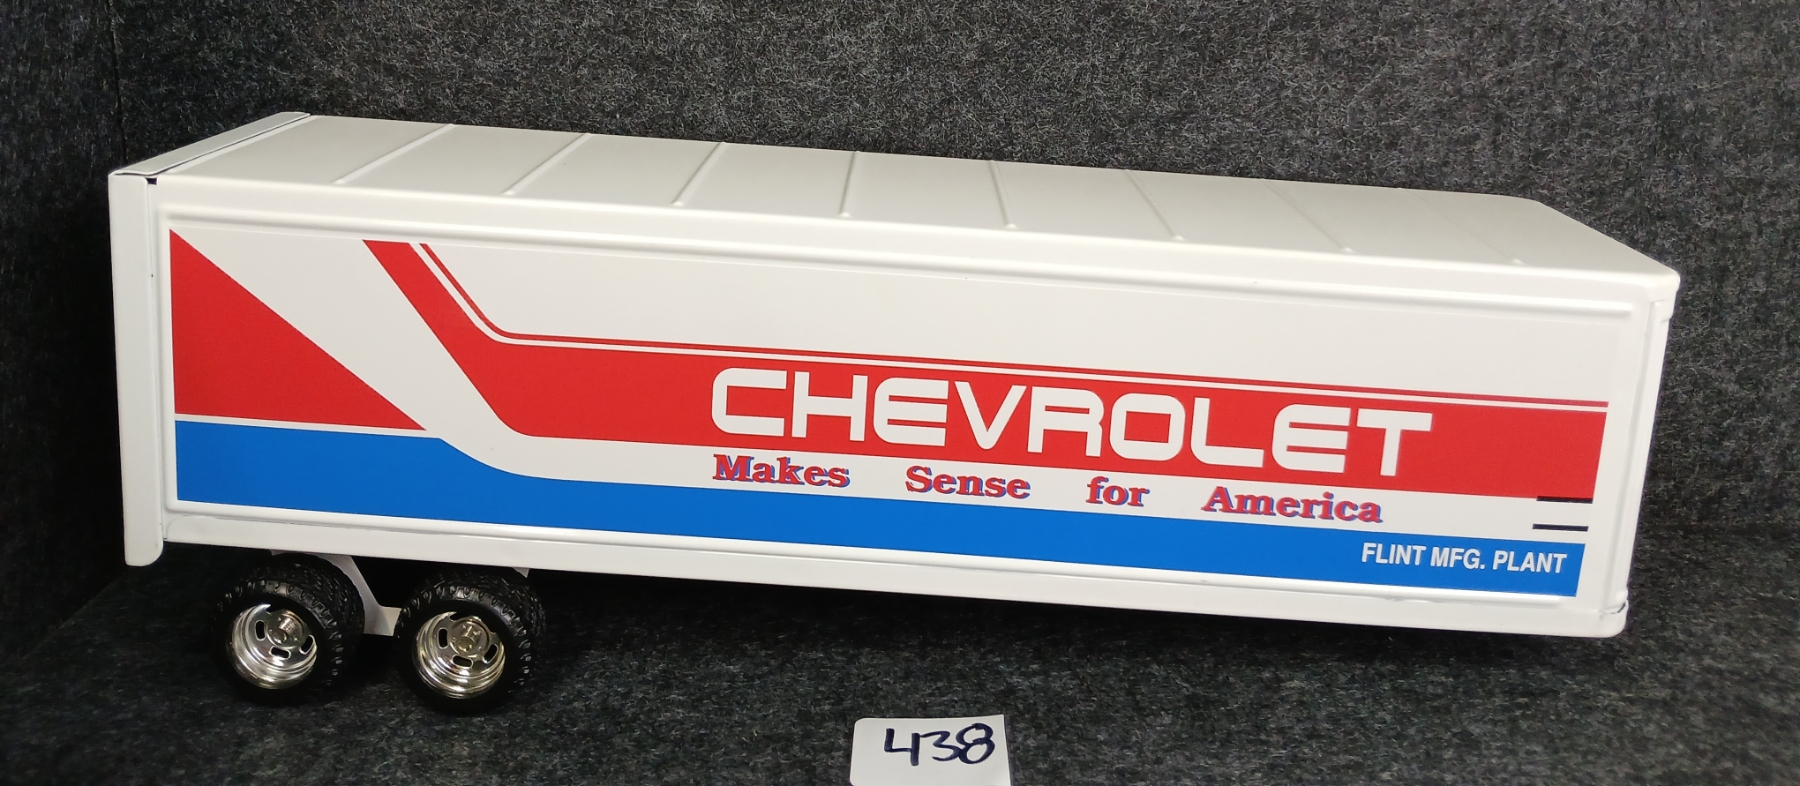 CHEVROLET
Makes Sense for America
FLINT MFG. PLANT
438